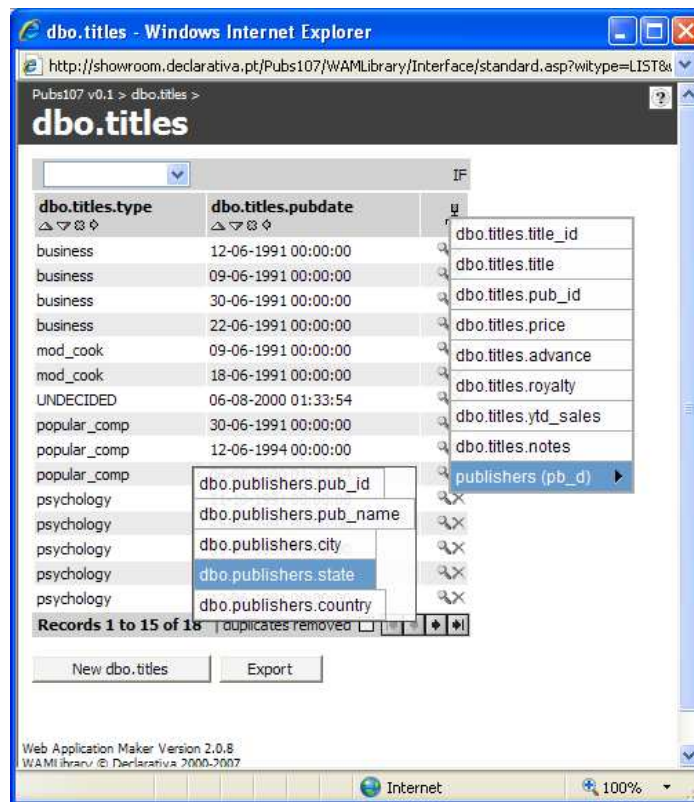 dbo.titles - Windows Internet Explorer
http://showroom.declarativa.pt/Pubs107/WAMLibrary/Interface/standard.asp?witype=LIST&
Pubs107 v0.1 > dbo.titles >
?
dbo.titles
IF
dbo.titles.type dbo.titles.pubdate
business 12-06-1991 00:00:00
business 09-06-1991 00:00:00
business 30-06-1991 00:00:00
business 22-06-1991 00:00:00
mod_cook 09-06-1991 00:00:00
mod_cook 18-06-1991 00:00:00
UNDECIDED 06-08-2000 01:33:54
popular_comp 30-06-1991 00:00:00
popular_comp 12-06-1994 00:00:00
popular_comp
psychology
psychology
psychology
psychology
psychology
dbo.titles.title_id
dbo.titles.title
dbo.titles.pub_id
dbo.titles.price
dbo.titles.advance
dbo.titles.royalty
dbo.titles.ytd_sales
dbo.titles.notes
publishers (pb_d)
dbo.publishers.pub_id
dbo.publishers.pub_name
dbo.publishers.city
dbo.publishers.state
dbo.publishers.country
Records 1 to 15 of 18 | duplicates removed
New dbo.titles Export
Web Application Maker Version 2.0.8
WAMLibrary © Declarativa 2000-2007
Internet 100%